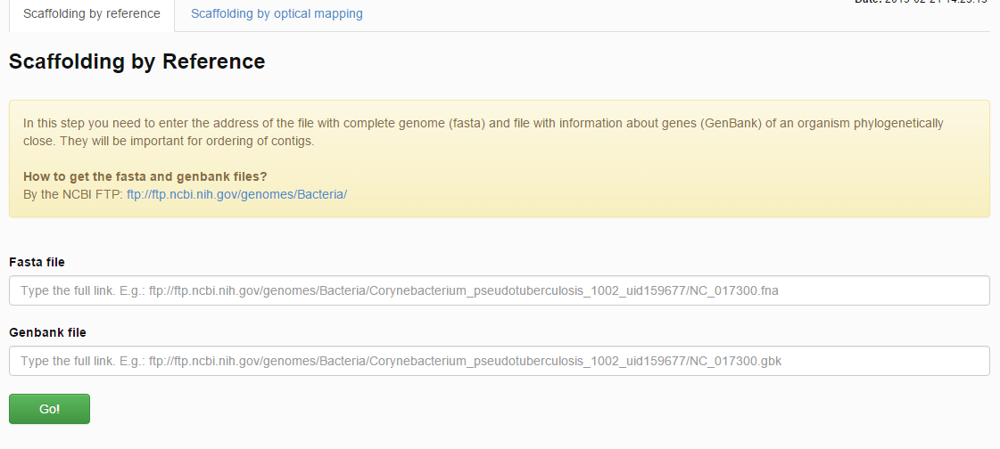 Scaffolding by reference
Scaffolding by optical mapping
Scaffolding by Reference
In this step you need to enter the address of the file with complete genome (fasta) and file with information about genes (GenBank) of an organism phylogenetically
close. They will be important for ordering of contigs.
How to get the fasta and genbank files?
By the NCBI FTP: ftp://ftp.ncbi.nih.gov/genomes/Bacteria/
Fasta file
Type the full link. E.g.: ftp://ftp.ncbi.nih.gov/genomes/Bacteria/Corynebacterium_pseudotuberculosis_1002_uid159677/NC_017300.fna
Genbank file
Type the full link. E.g.: ftp://ftp.ncbi.nih.gov/genomes/Bacteria/Corynebacterium_pseudotuberculosis_1002_uid159677/NC_017300.gbk
Go!